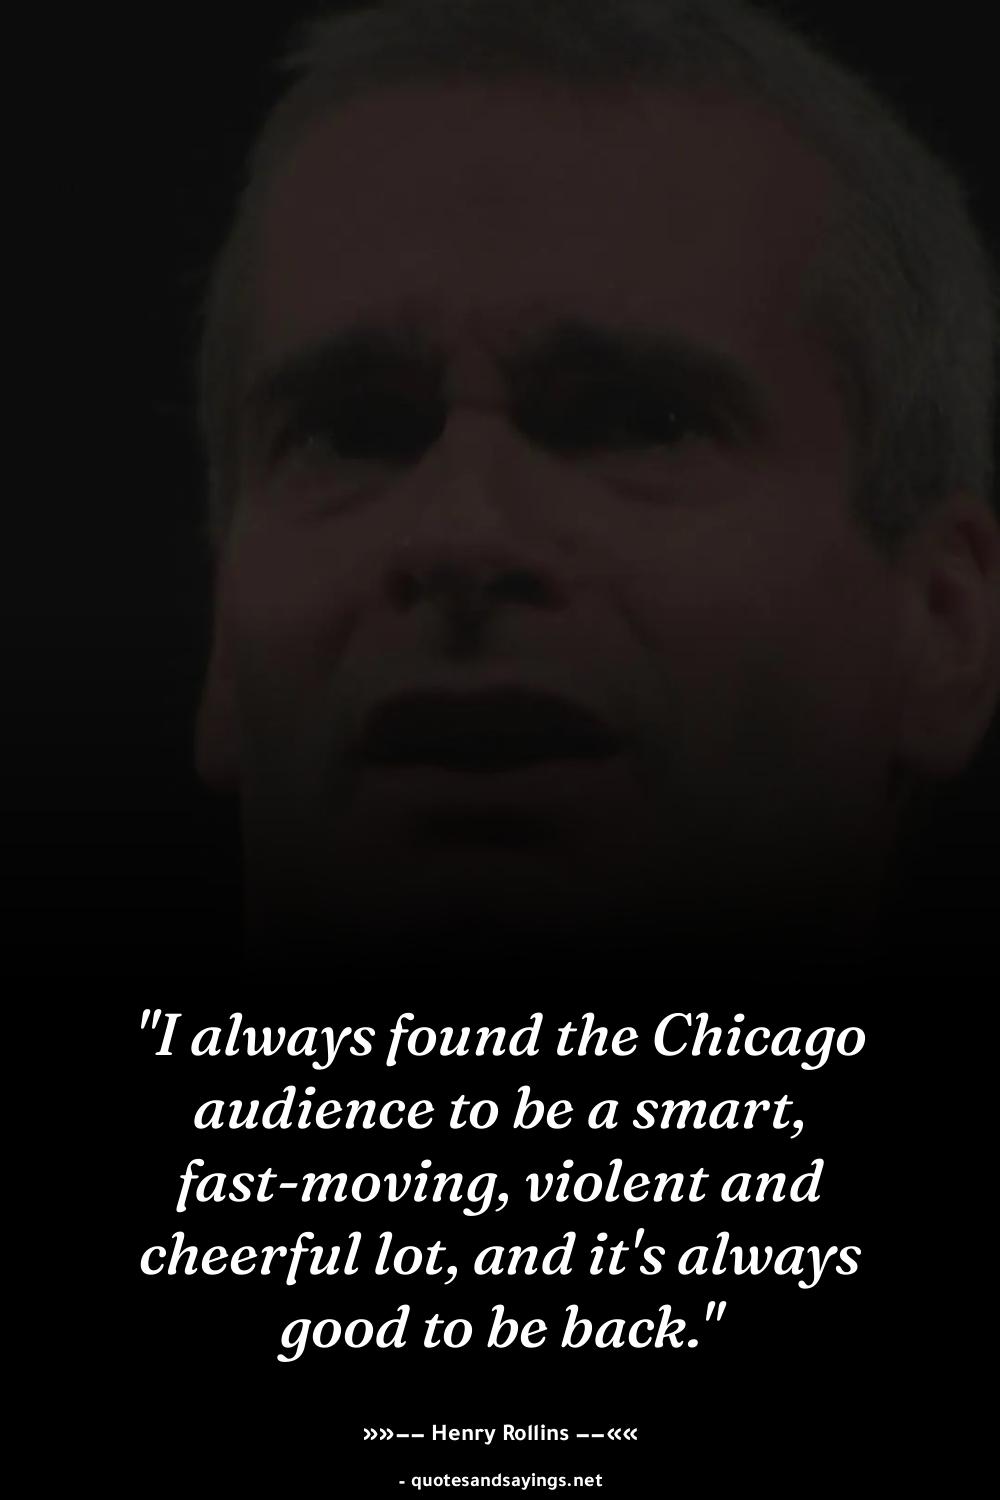 "I always found the Chicago
audience to be a smart,
fast-moving, violent and
cheerful lot, and it's always
good to be back."
»»−− Henry Rollins −−««
- quotesandsayings.net